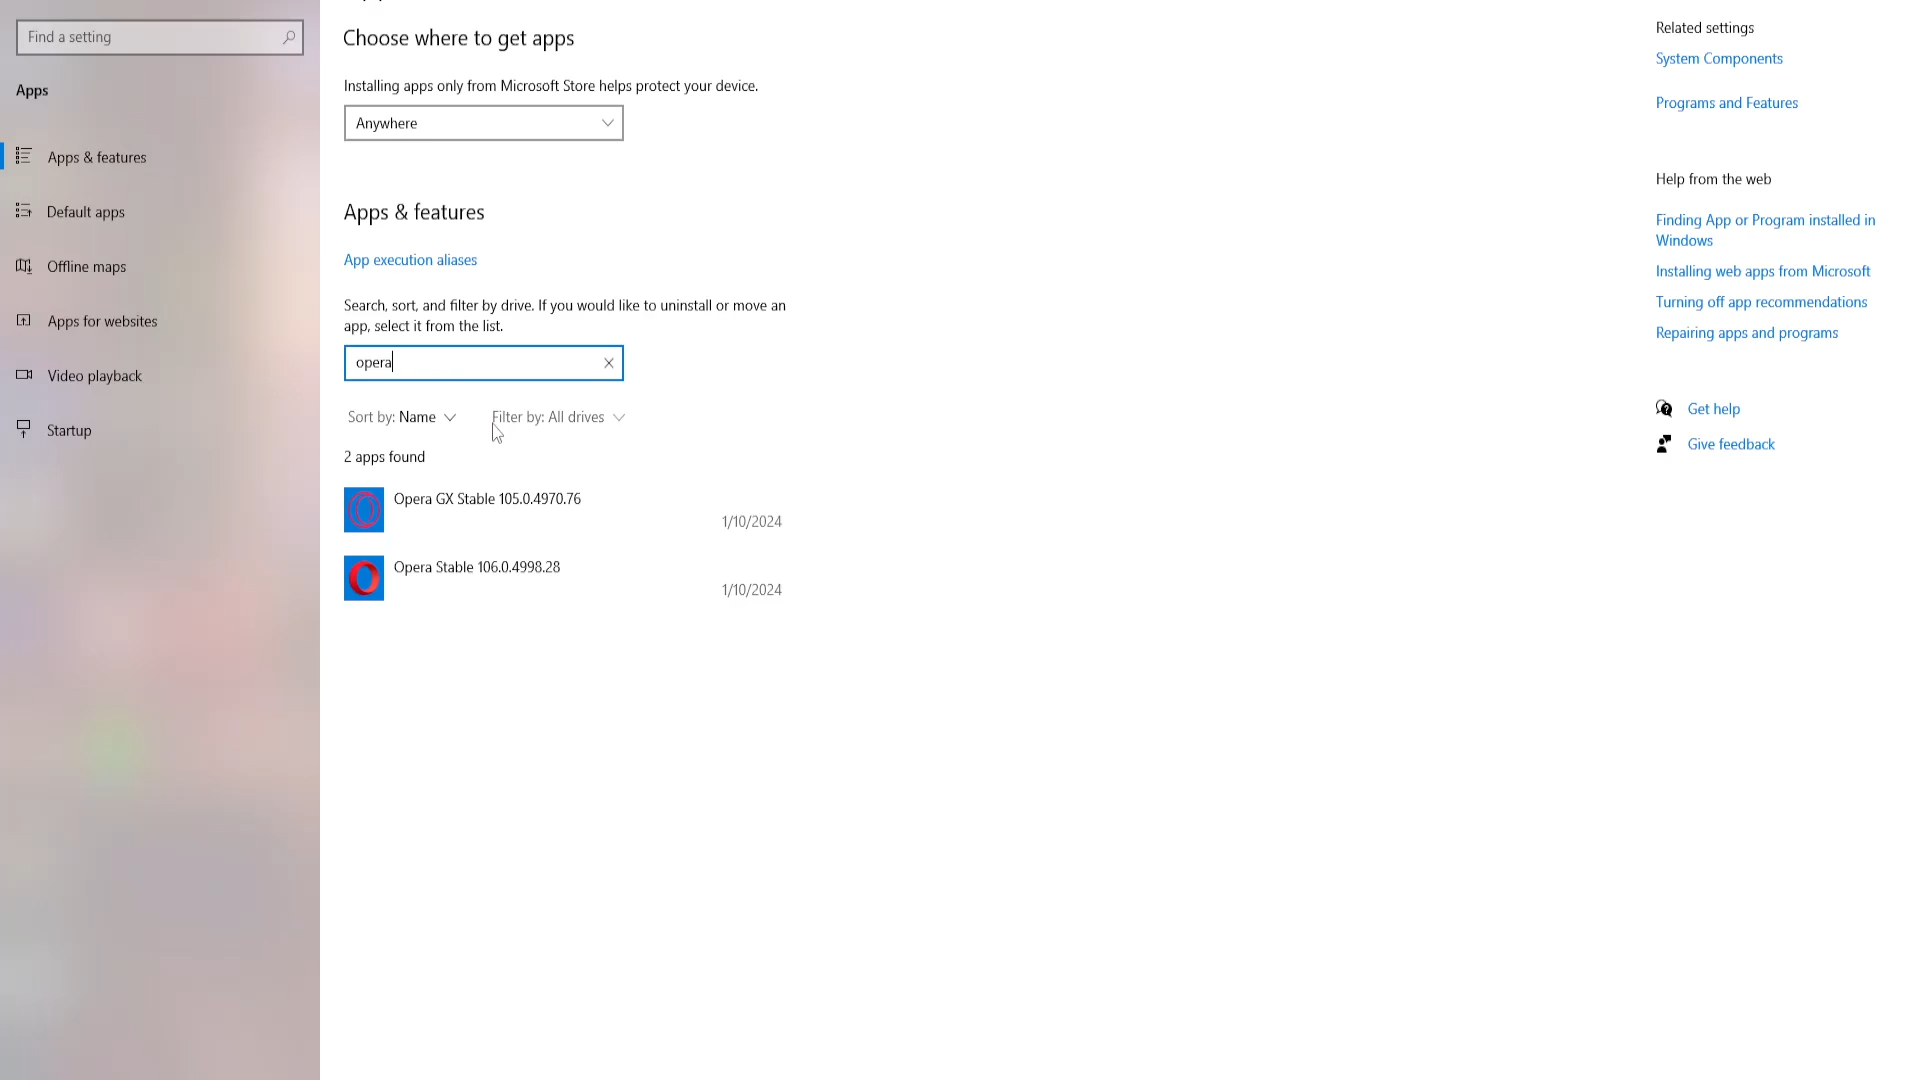 Find a setting
Apps
Apps & features
Default apps
Offline maps
Apps for websites
Video playback
Startup
Choose where to get apps
Installing apps only from Microsoft Store helps protect your device.
Anywhere
Apps & features
App execution aliases
Search, sort, and filter by drive. If you would like to uninstall or move an
app, select it from the list.
opera
Sort by: Name
Filter by: All drives
2 apps found
Opera GX Stable 105.0.4970.76
1/10/2024
Opera Stable 106.0.4998.28
1/10/2024
Related settings
System Components
Programs and Features
Help from the web
Finding App or Program installed in
Windows
Installing web apps from Microsoft
Turning off app recommendations
Repairing apps and programs
Get help
Give feedback